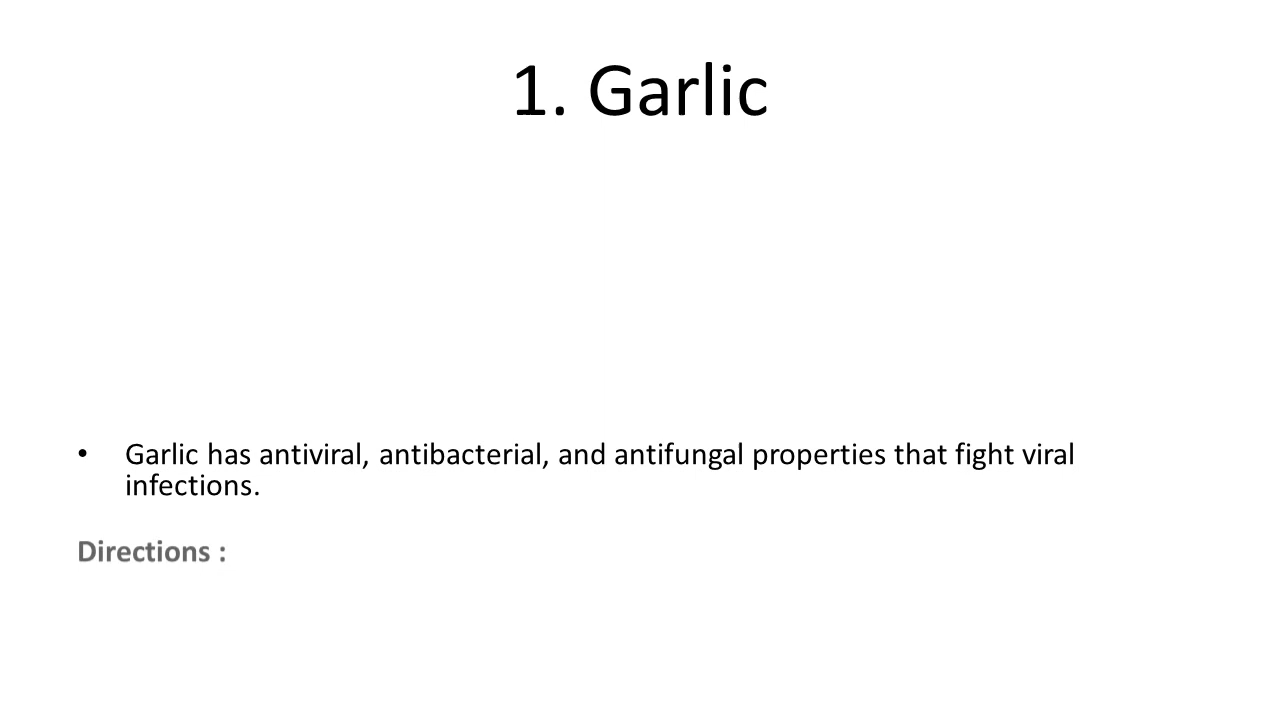 1. Garlic
• Garlic has antiviral, antibacterial, and antifungal properties that fight viral
infections.
Directions :